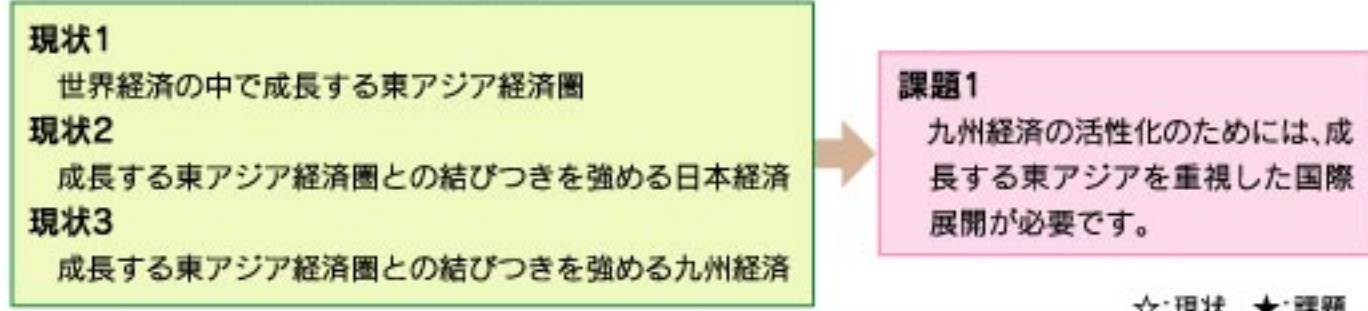 現状1
世界経済の中で成長する東アジア経済圏
現状2
成長する東アジア経済圏との結びつきを強める日本経済
現状3
成長する東アジア経済圏との結びつきを強める九州経済
課題1
九州経済の活性化のためには、成
長する東アジアを重視した国際
展開が必要です。
☆:現状 ★:課題